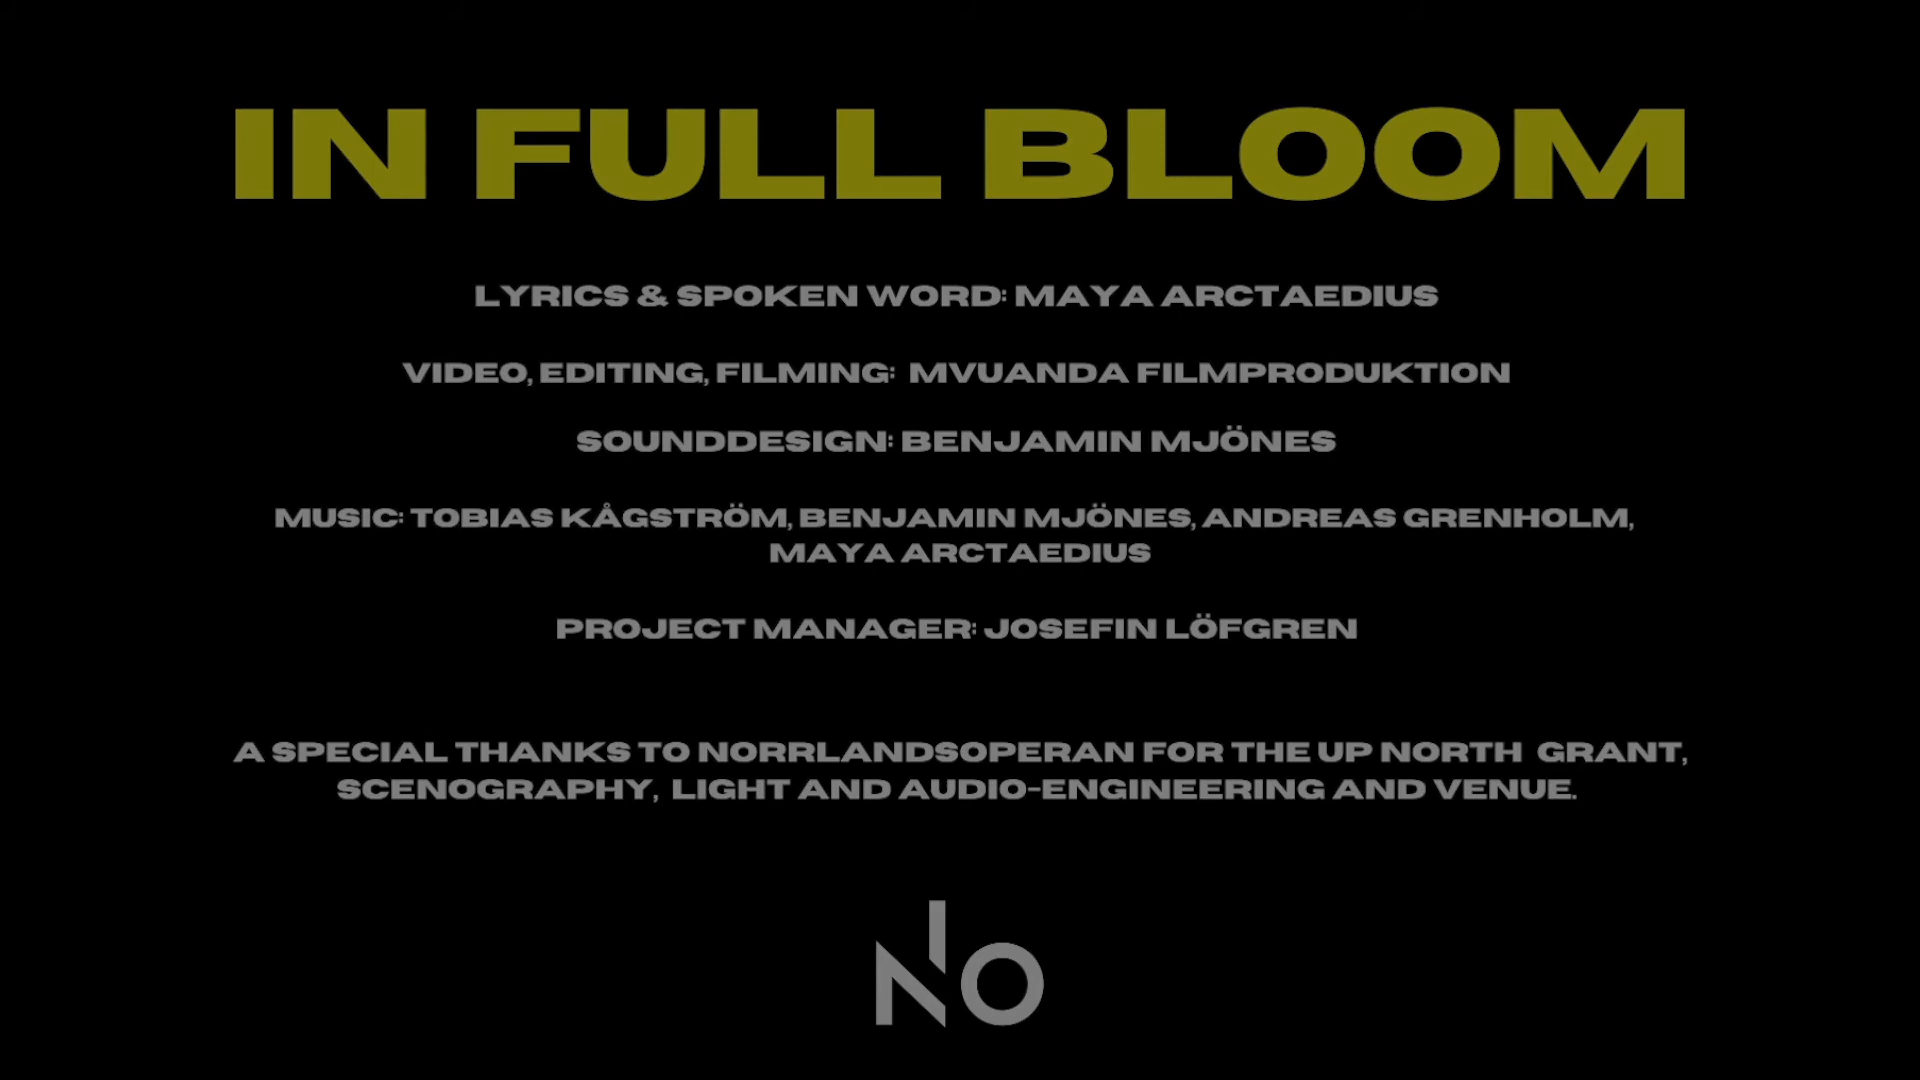 IN FULL BLOOM
LYRICS & SPOKEN WORD: MAYA ARCTAEDIUS
VIDEO, EDITING, FILMING: MVUANDA FILMPRODUKTION
SOUNDDESIGN: BENJAMIN MJÖNES
MUSIC: TOBIAS KÅGSTRÖM, BENJAMIN MJÖNES, ANDREAS GRENHOLM,
MAYA ARCTAEDIUS
PROJECT MANAGER: JOSEFIN LÖFGREN
A SPECIAL THANKS TO NORRLANDSOPERAN FOR THE UP NORTH GRANT,
SCENOGRAPHY, LIGHT AND AUDIO-ENGINEERING AND VENUE.
NO